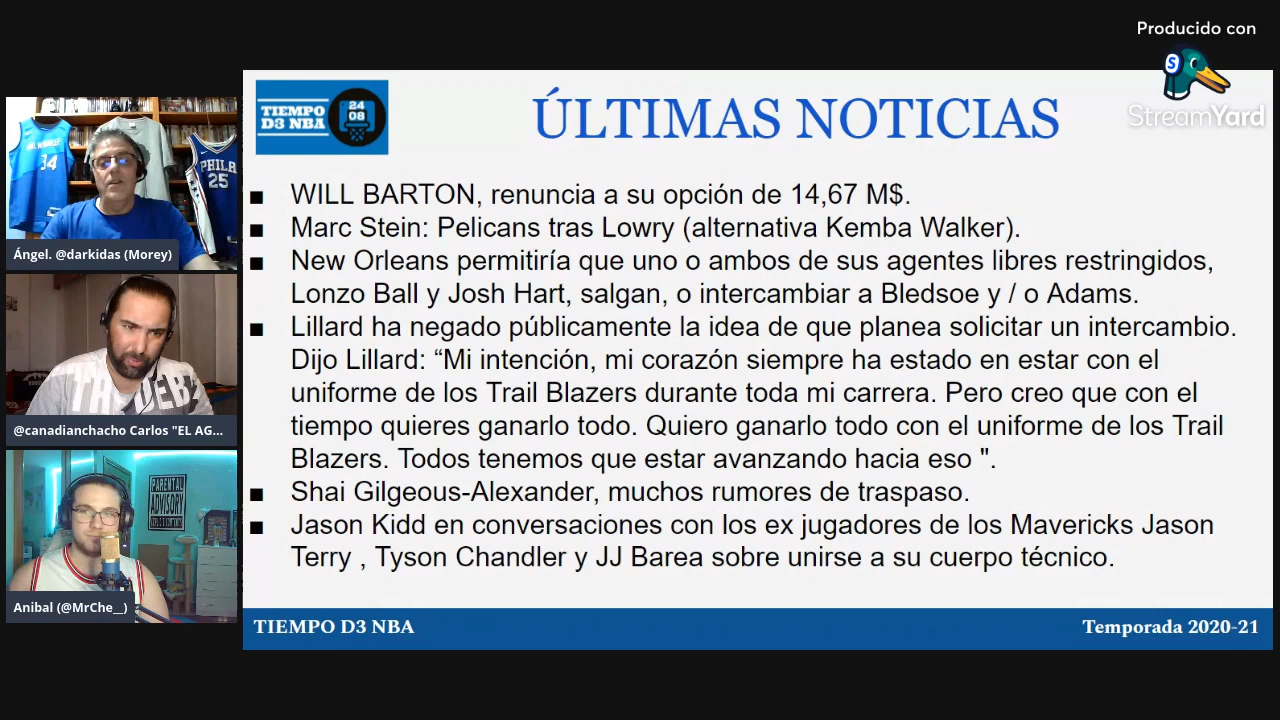 Producido con
StreamYard
TIEMPO
D3 NBA
24
08
ÚLTIMAS NOTICIAS
WILL BARTON, renuncia a su opción de 14,67 M$.
Marc Stein: Pelicans tras Lowry (alternativa Kemba Walker).
New Orleans permitiría que uno o ambos de sus agentes libres restringidos,
Lonzo Ball y Josh Hart, salgan, o intercambiar a Bledsoe y / o Adams.
Lillard ha negado públicamente la idea de que planea solicitar un intercambio.
Dijo Lillard: “Mi intención, mi corazón siempre ha estado en estar con el
uniforme de los Trail Blazers durante toda mi carrera. Pero creo que con el
tiempo quieres ganarlo todo. Quiero ganarlo todo con el uniforme de los Trail
Blazers. Todos tenemos que estar avanzando hacia eso ".
Shai Gilgeous-Alexander, muchos rumores de traspaso.
Jason Kidd en conversaciones con los ex jugadores de los Mavericks Jason
Terry , Tyson Chandler y JJ Barea sobre unirse a su cuerpo técnico.
TIEMPO D3 NBA
Temporada 2020-21
34
PHILA
25
Ángel. @darkidas (Morey)
@canadianchacho Carlos "EL AG...
PARENTAL
ADVISORY
Anibal (@MrChe__)